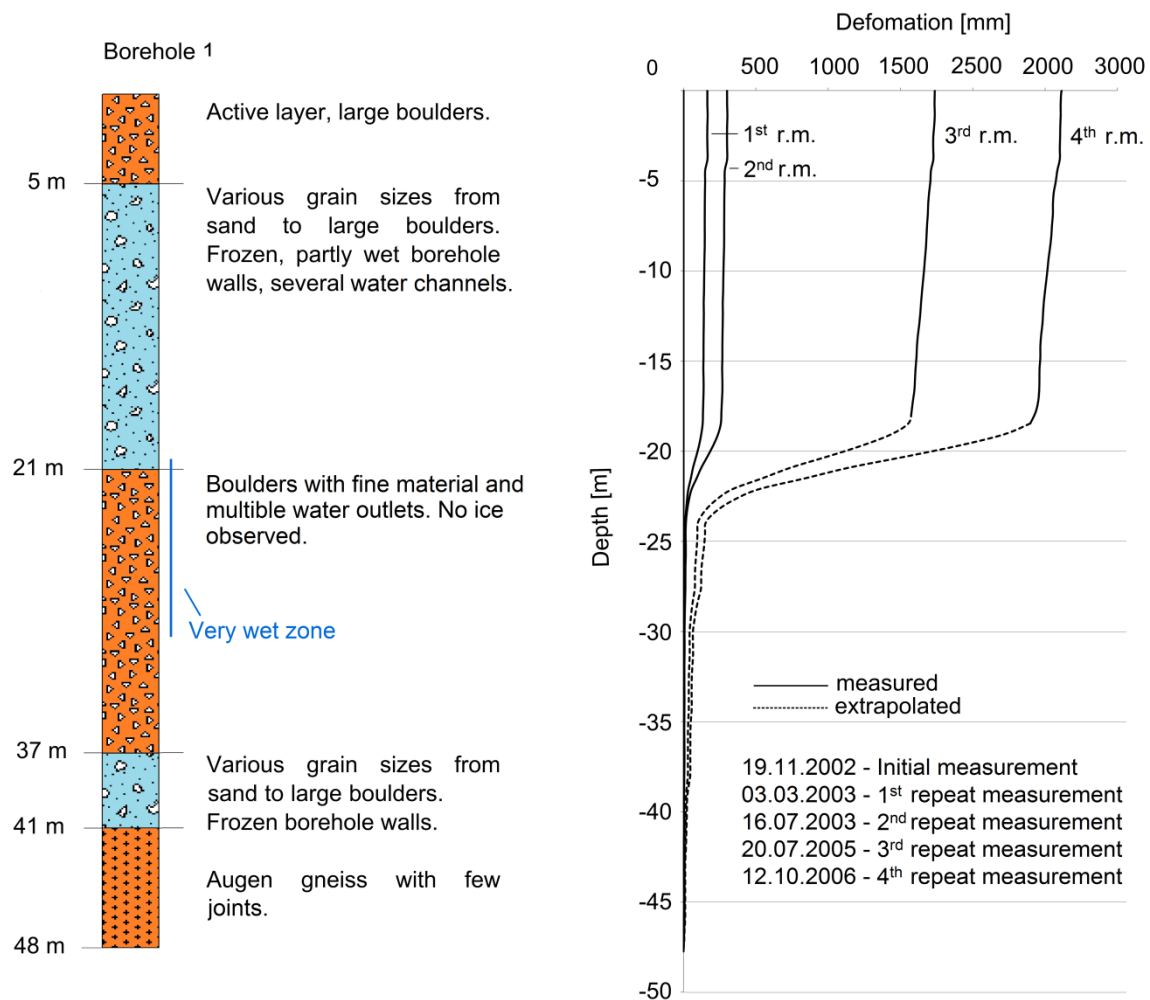 Borehole 1
Active layer, large boulders.
5 m
Various grain sizes from
sand to large boulders.
Frozen, partly wet borehole
walls, several water channels.
21 m
Boulders with fine material and
multible water outlets. No ice
observed.
Very wet zone
37 m
Various grain sizes from
sand to large boulders.
Frozen borehole walls.
41 m
Augen gneiss with few
joints.
48 m
Defomation [mm]
0 500 1000 1500 2500 2000 3000
1st r.m.
2nd r.m.
3rd r.m.
4th r.m.
Depth [m]
-5
-10
-15
-20
-25
-30
-35
-40
-45
-50
measured
extrapolated
19.11.2002 - Initial measurement
03.03.2003 - 1st repeat measurement
16.07.2003 - 2nd repeat measurement
20.07.2005 - 3rd repeat measurement
12.10.2006 - 4th repeat measurement